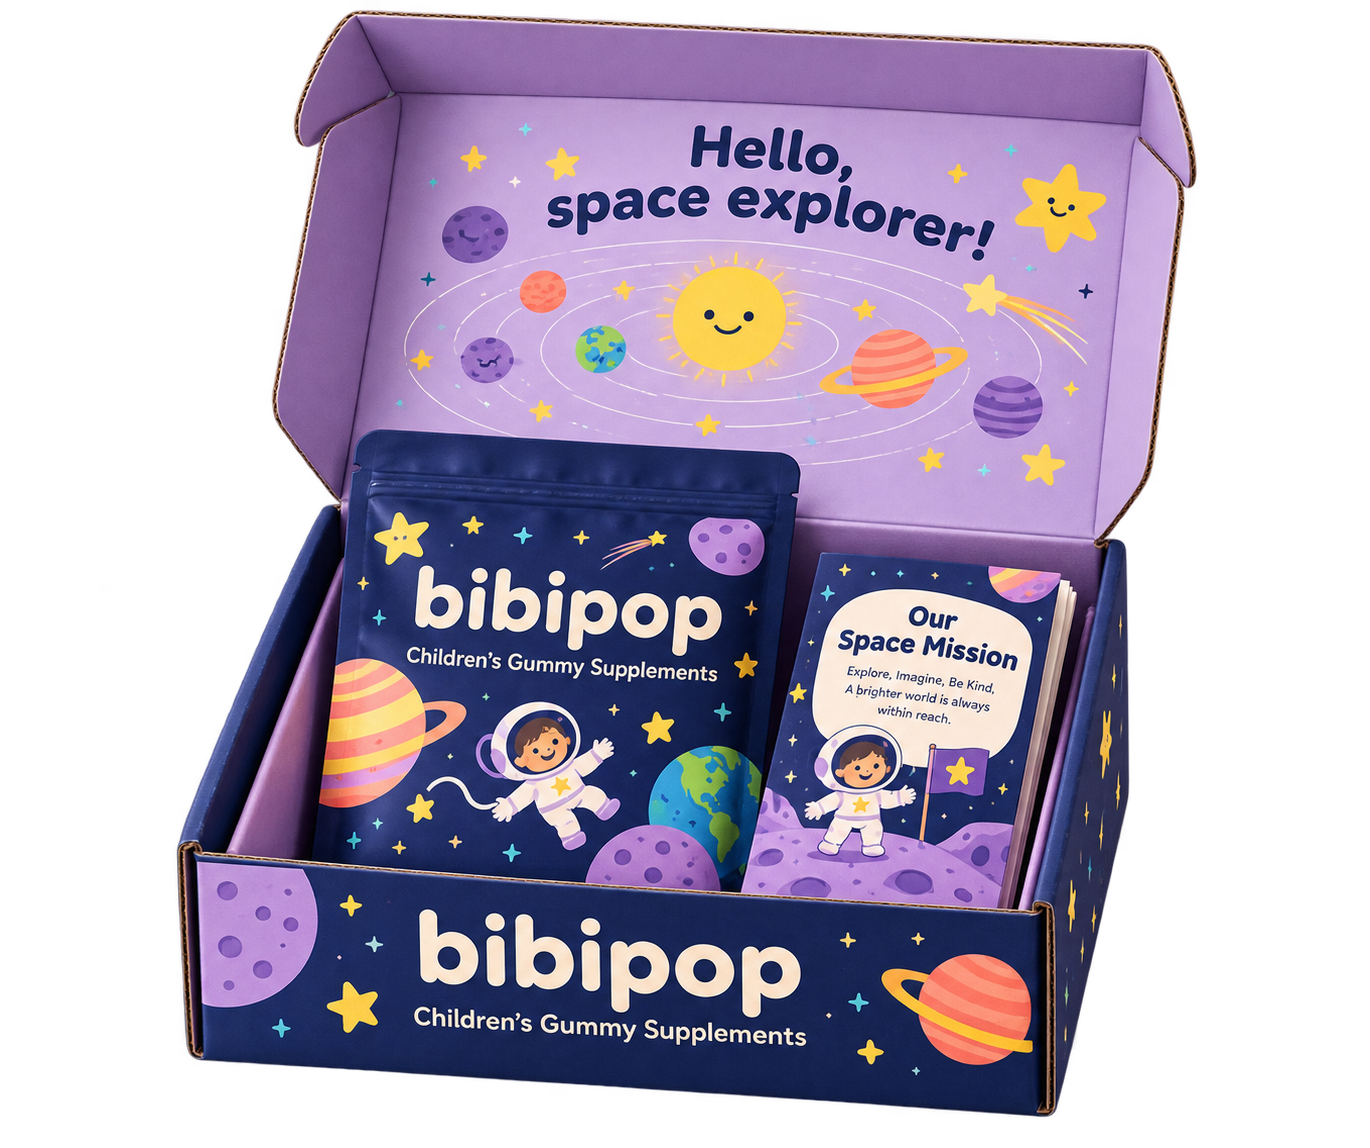 Hello,
space explorer!
bibipop
Children's Gummy Supplements
Our
Space Mission
Explore, Imagine, Be Kind,
A brighter world is always
within reach.
bibipop
Children's Gummy Supplements